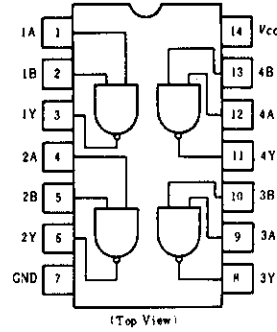 1A 1 14 Vcc
1B 2 13 4B
1Y 3 12 4A
2A 4 11 4Y
2B 5 10 3B
2Y 6 9 3A
GND 7 8 3Y
(Top View)